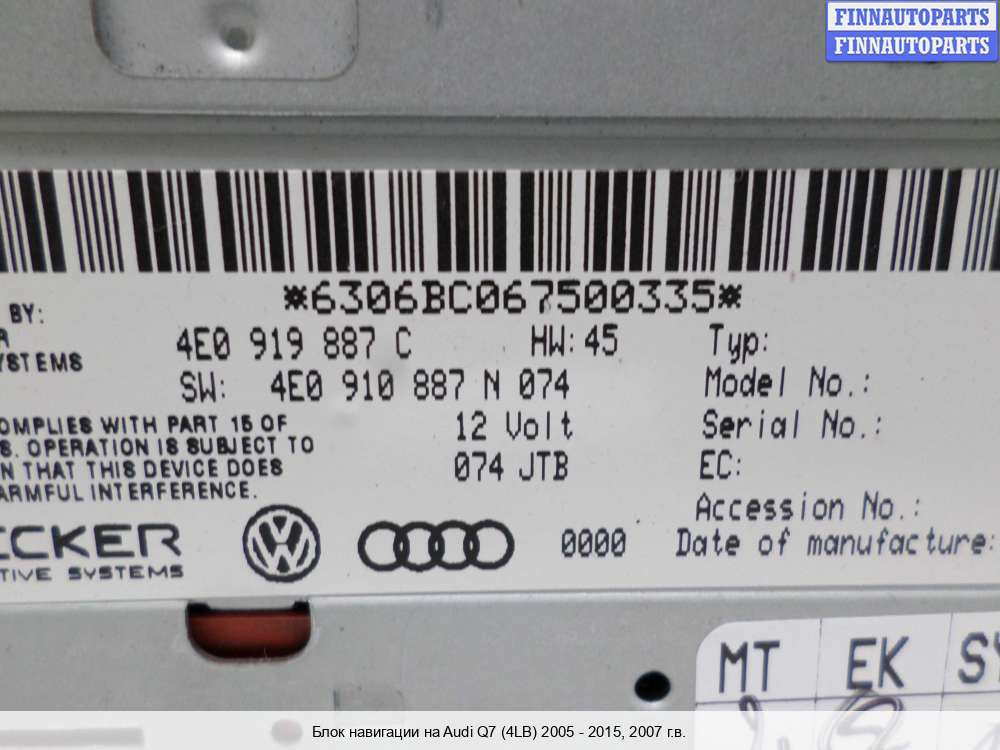 FINNAUTOPARTS
FINNAUTOPARTS
*6306BC067500335*
BY:
4E0 919 887 C HW: 45 Typ:
YSTEMS
SW: 4E0 910 887 N 074 Model No.:
OMPLIES WITH PART 15 OF 12 Volt Serial No.:
S. OPERATION IS SUBJECT TO
N THAT THIS DEVICE DOES 074 JTB EC:
ARMFUL INTERFERENCE.
Accession No.:
ECKER 0000 Date of manufacture:
TIVE SYSTEMS
MT EK SY
Блок навигации на Audi Q7 (4LB) 2005 - 2015, 2007 г.в.